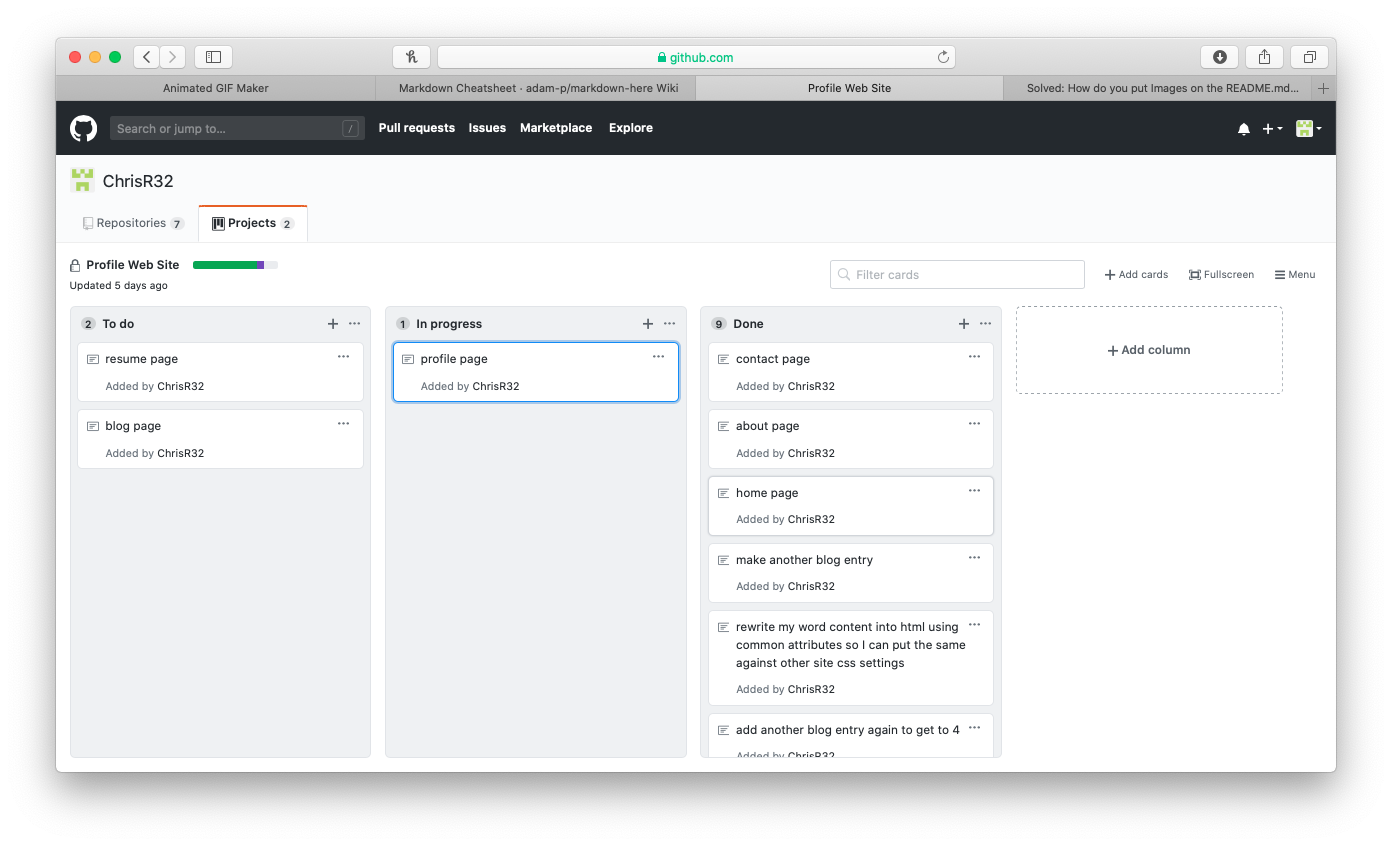 github.com
Animated GIF Maker
Markdown Cheatsheet · adam-p/markdown-here Wiki
Profile Web Site
Solved: How do you put Images on the README.md...
Search or jump to...
/
Pull requests
Issues
Marketplace
Explore
ChrisR32
Repositories 7
Projects 2
Profile Web Site
Updated 5 days ago
Filter cards
Add cards
Fullscreen
Menu
2 To do
resume page
Added by ChrisR32
blog page
Added by ChrisR32
1 In progress
profile page
Added by ChrisR32
9 Done
contact page
Added by ChrisR32
about page
Added by ChrisR32
home page
Added by ChrisR32
make another blog entry
Added by ChrisR32
rewrite my word content into html using
common attributes so I can put the same
against other site css settings
Added by ChrisR32
add another blog entry again to get to 4
Added by ChrisR32
Add column